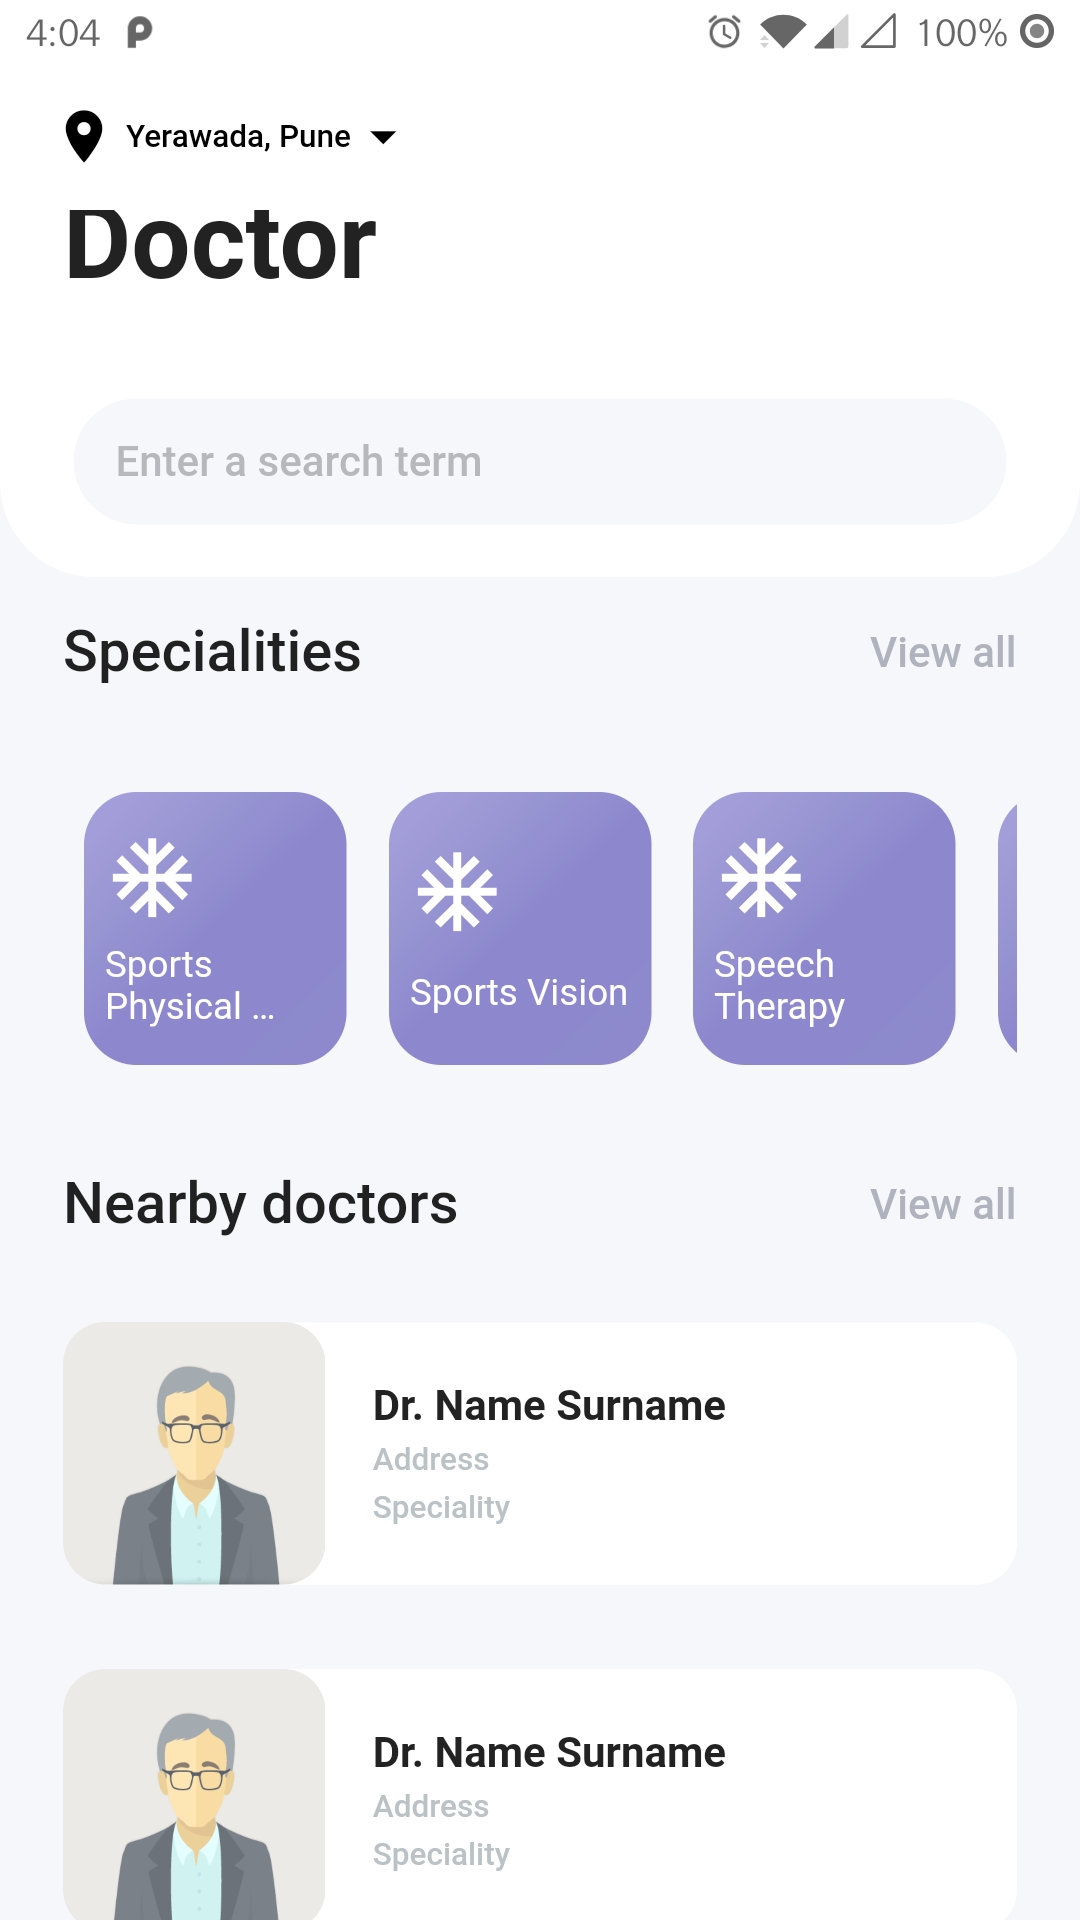 4:04
100%
Yerawada, Pune
Doctor
Enter a search term
Specialities
View all
Sports
Physical ...
Sports Vision
Speech
Therapy
Nearby doctors
View all
Dr. Name Surname
Address
Speciality
Dr. Name Surname
Address
Speciality